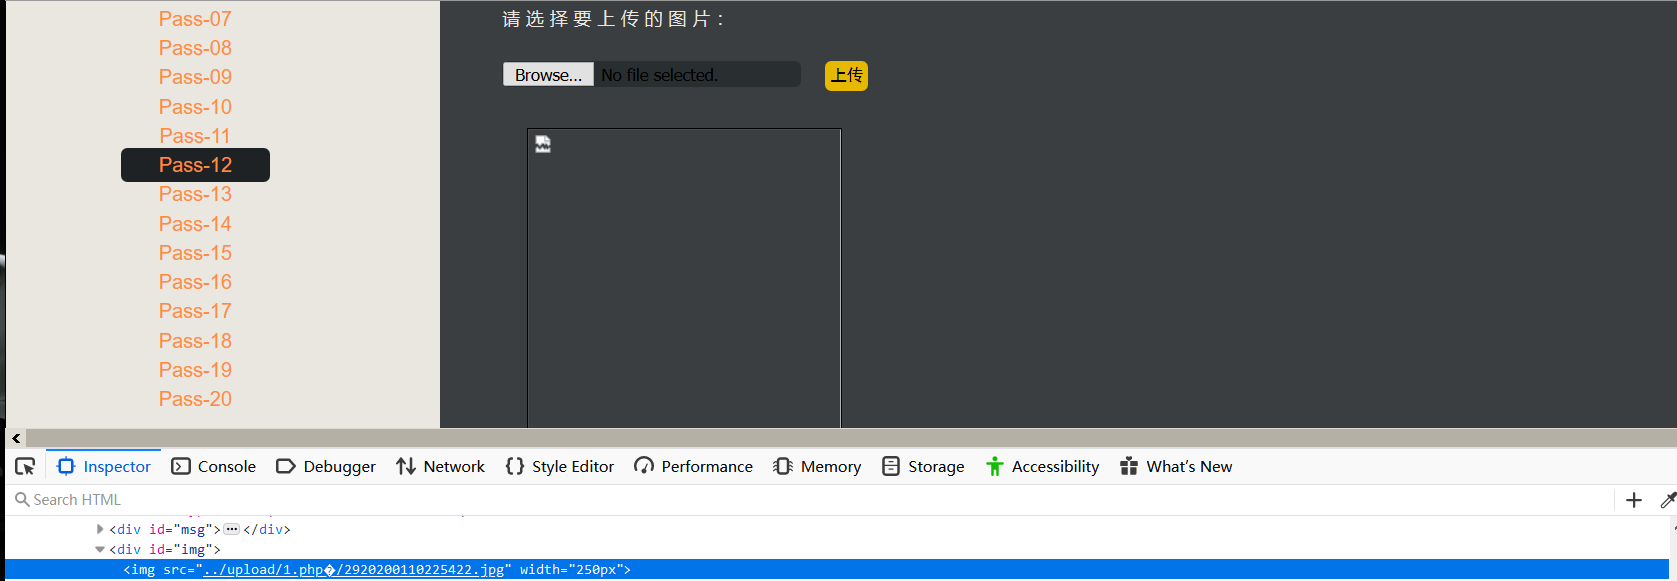 Pass-07
Pass-08
Pass-09
Pass-10
Pass-11
Pass-12
Pass-13
Pass-14
Pass-15
Pass-16
Pass-17
Pass-18
Pass-19
Pass-20
请选择要上传的图片：
Browse... No file selected. 上传
Inspector Console Debugger Network Style Editor Performance Memory Storage Accessibility What's New
Search HTML
<div id="msg">…</div>
<div id="img">
<img src="../upload/1.php�/2920200110225422.jpg" width="250px">